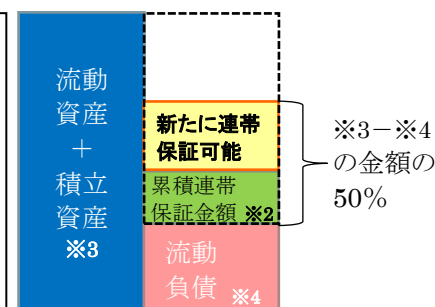 流動
資産
＋
積立
資産
※3
新たに連帯
保証可能
累積連帯
保証金額 ※2
流動
負債 ※4
※3－※4
の金額の
50％